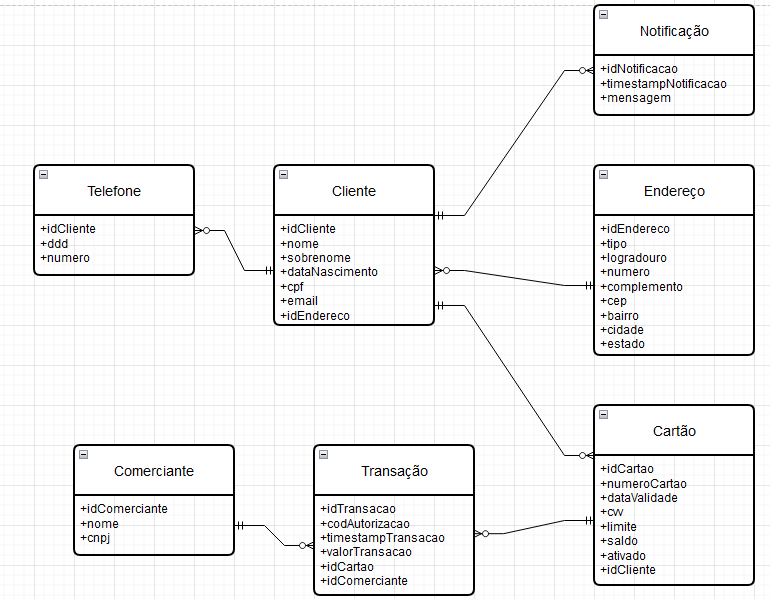 Notificação
+idNotificacao
+timestampNotificacao
+mensagem
Telefone
+idCliente
+ddd
+numero
Cliente
+idCliente
+nome
+sobrenome
+dataNascimento
+cpf
+email
+idEndereco
Endereço
+idEndereco
+tipo
+logradouro
+numero
+complemento
+cep
+bairro
+cidade
+estado
Comerciante
+idComerciante
+nome
+cnpj
Transação
+idTransacao
+codAutorizacao
+timestampTransacao
+valorTransacao
+idCartao
+idComerciante
Cartão
+idCartao
+numeroCartao
+dataValidade
+cvv
+limite
+saldo
+ativado
+idCliente